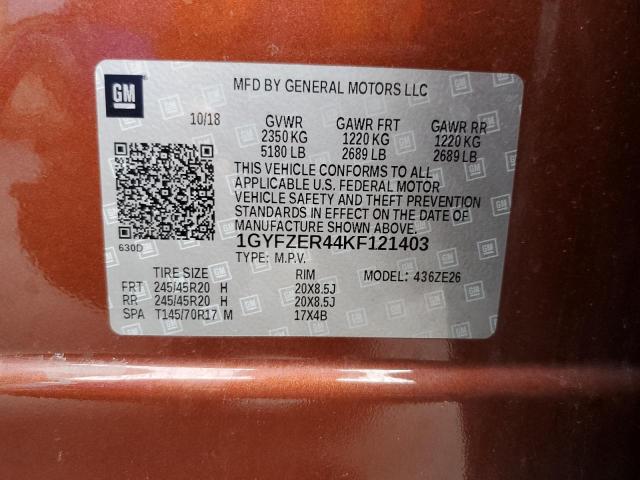 GM
MFD BY GENERAL MOTORS LLC
10/18 GVWR GAWR FRT GAWR RR
2350 KG 1220 KG 1220 KG
5180 LB 2689 LB 2689 LB
THIS VEHICLE CONFORMS TO ALL
APPLICABLE U.S. FEDERAL MOTOR
VEHICLE SAFETY AND THEFT PREVENTION
STANDARDS IN EFFECT ON THE DATE OF
MANUFACTURE SHOWN ABOVE.
630D
1GYFZER44KF121403
TYPE: M.P.V.
TIRE SIZE RIM MODEL: 436ZE26
FRT 245/45R20 H 20X8.5J
RR 245/45R20 H 20X8.5J
SPA T145/70R17 M 17X4B